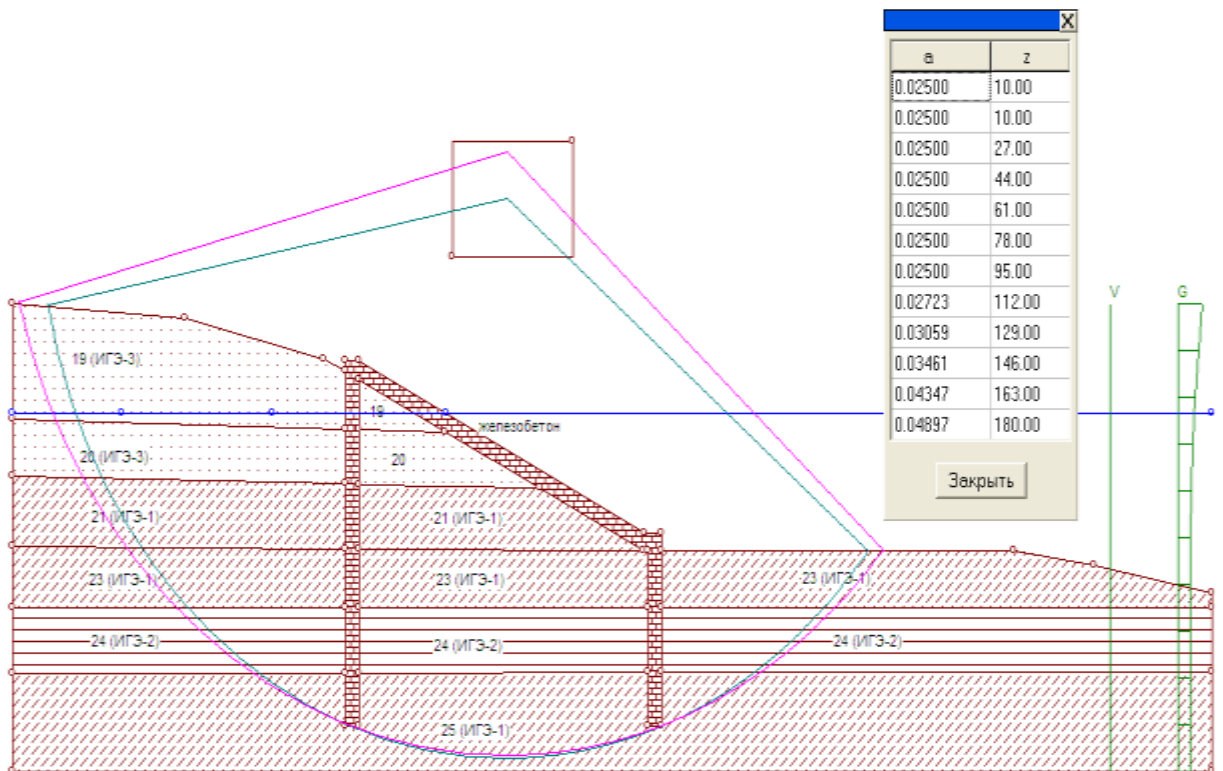 X
a z
0.02500 10.00
0.02500 10.00
0.02500 27.00
0.02500 44.00
0.02500 61.00
0.02500 78.00
0.02500 95.00
0.02723 112.00
0.03059 129.00
0.03461 146.00
0.04347 163.00
0.04897 180.00
Закрыть
V G
19 (ИГЭ-3)
19
железобетон
20 (ИГЭ-3)
20
21 (ИГЭ-1)
21 (ИГЭ-1)
23 (ИГЭ-1)
23 (ИГЭ-1)
23 (ИГЭ-1)
24 (ИГЭ-2)
24 (ИГЭ-2)
24 (ИГЭ-2)
25 (ИГЭ-1)